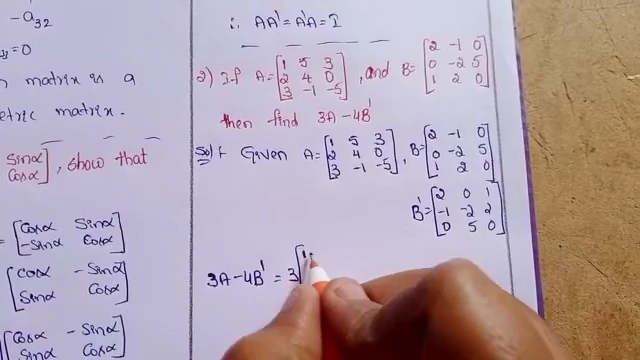 -a₃₂
=0
matrix is a
etric matrix.
Sinα
Cosα], show that
= [Cosα Sinα
-Sinα Cosα]
[Cosα -Sinα
Sinα Cosα]
[Cosα -Sinα
Sinα Cosα]
∴ AA' = A'A = I
2) If A = [1 5 3
2 4 0
3 -1 -5], and B = [2 -1 0
0 -2 5
1 2 0]
then find 3A - 4B'
Sol:- Given A = [1 5 3
2 4 0
3 -1 -5], B = [2 -1 0
0 -2 5
1 2 0]
B' = [2 0 1
-1 -2 2
0 5 0]
3A - 4B' = 3[1